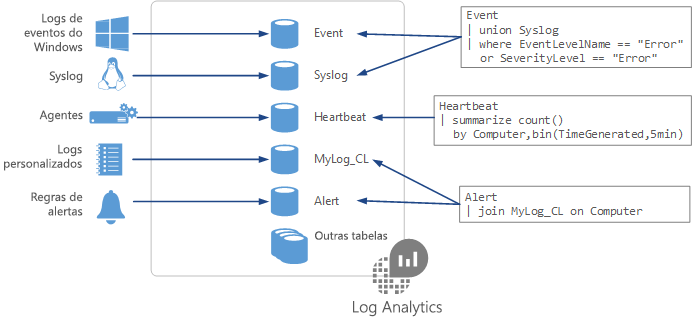 Logs de
eventos do
Windows
Event
Event
| union Syslog
| where EventLevelName == "Error"
or SeverityLevel == "Error"
Syslog
Syslog
Agentes
Heartbeat
Heartbeat
| summarize count()
by Computer,bin(TimeGenerated,5min)
Logs
personalizados
MyLog_CL
Regras de
alertas
Alert
Alert
| join MyLog_CL on Computer
Outras tabelas
Log Analytics